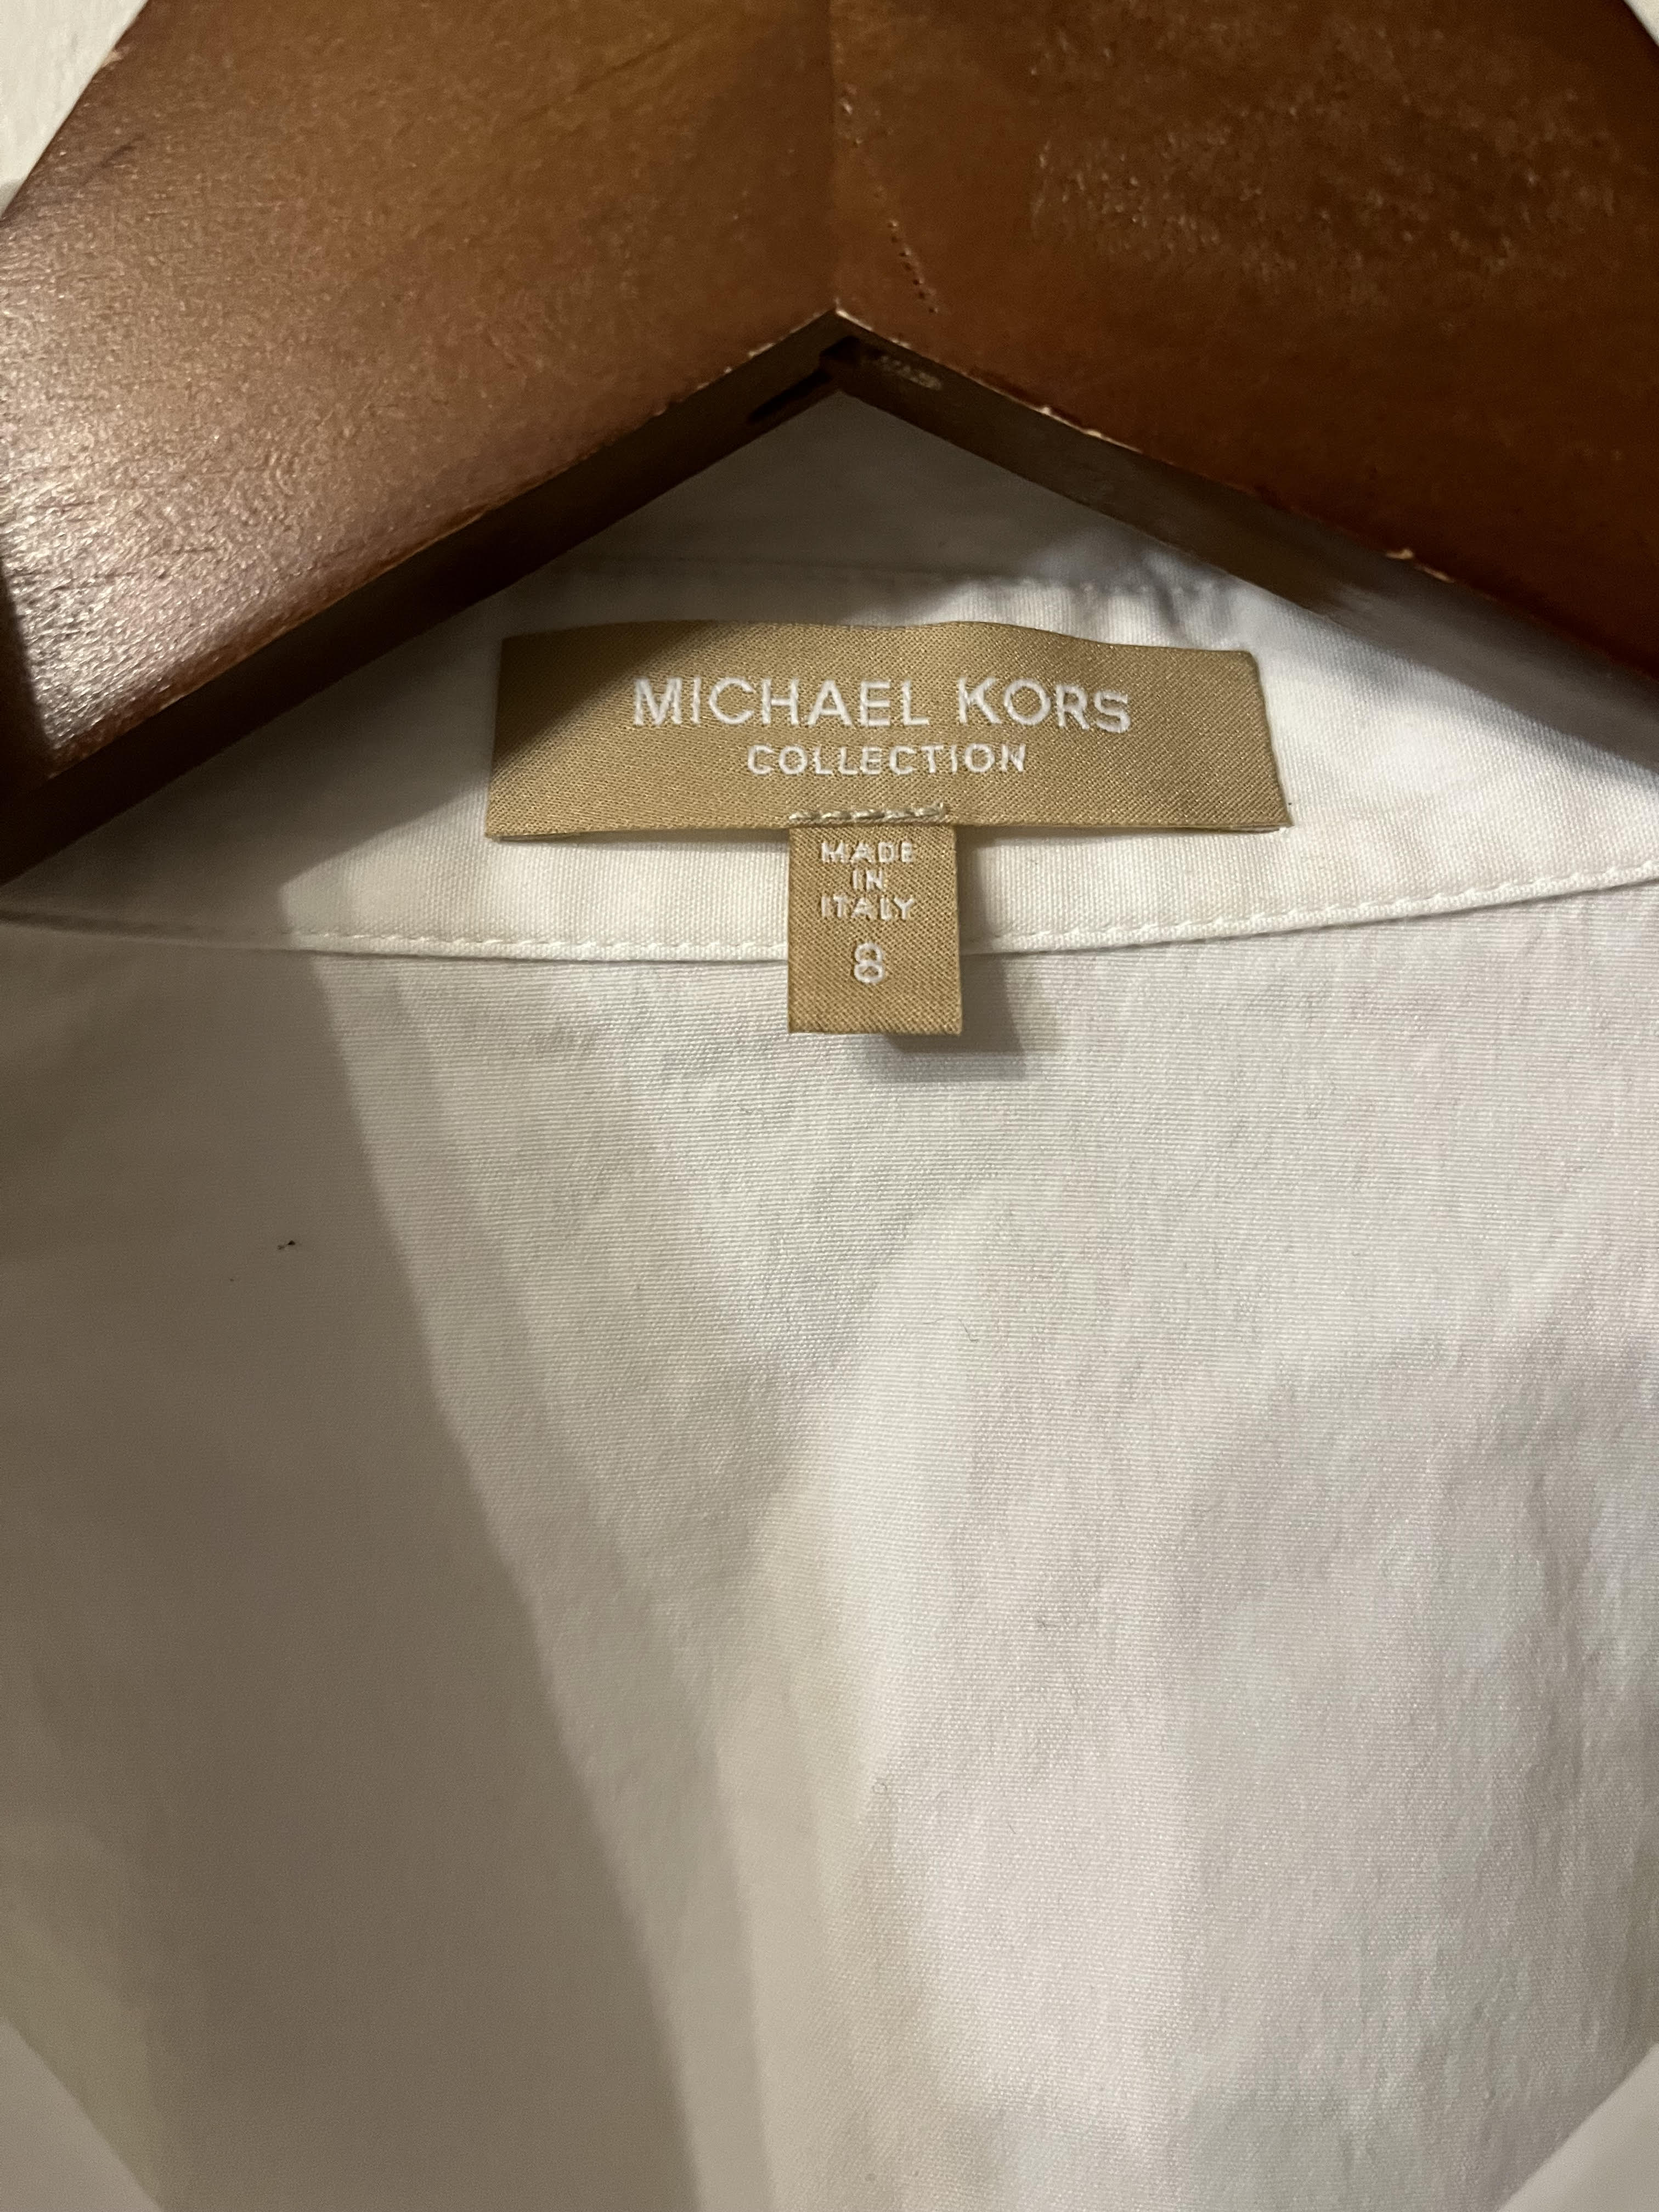 MICHAEL KORS
COLLECTION
MADE
IN
ITALY
8